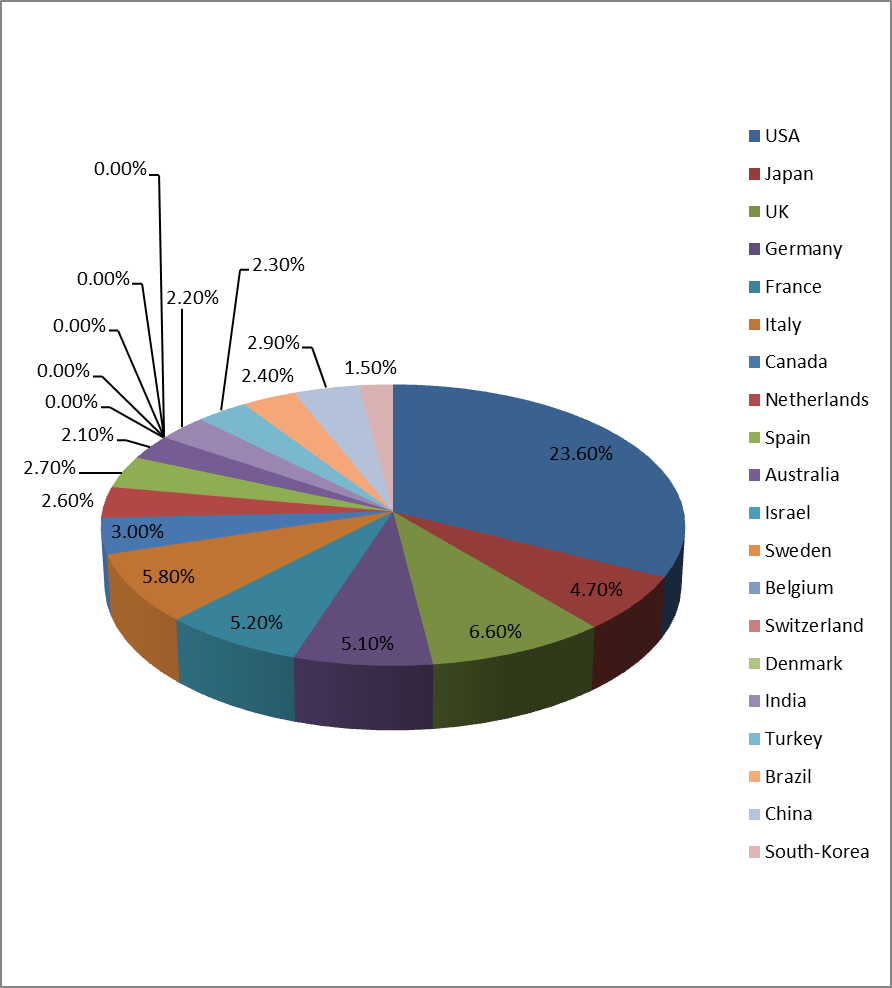 0.00%
0.00%
0.00%
0.00%
0.00%
2.20%
2.30%
2.90%
2.40%
1.50%
2.10%
2.70%
2.60%
3.00%
5.80%
5.20%
5.10%
6.60%
4.70%
23.60%
USA
Japan
UK
Germany
France
Italy
Canada
Netherlands
Spain
Australia
Israel
Sweden
Belgium
Switzerland
Denmark
India
Turkey
Brazil
China
South-Korea